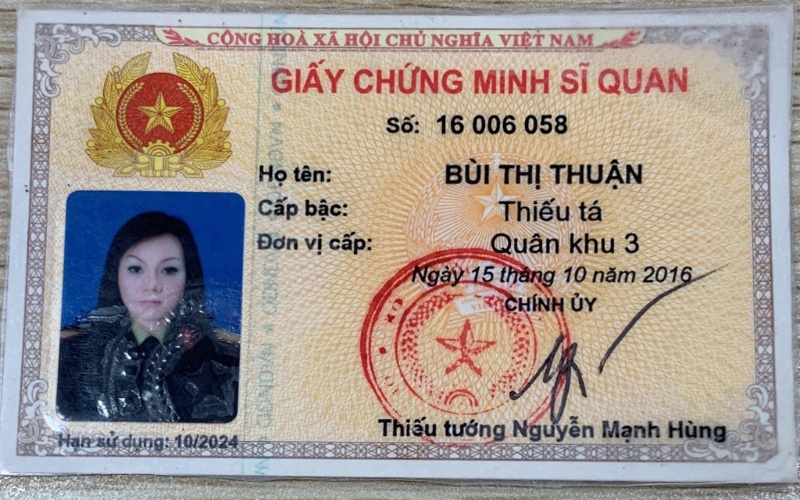 CỘNG HOÀ XÃ HỘI CHỦ NGHĨA VIỆT NAM
GIẤY CHỨNG MINH SĨ QUAN
Số: 16 006 058
Họ tên: BÙI THỊ THUẬN
Cấp bậc: Thiếu tá
Đơn vị cấp: Quân khu 3
Ngày 15 tháng 10 năm 2016
CHÍNH ỦY
Thiếu tướng Nguyễn Mạnh Hùng
Hạn sử dụng: 10/2024